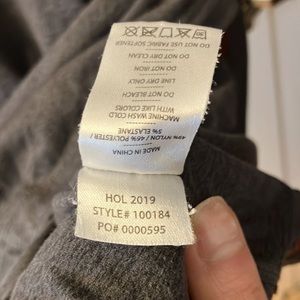 MADE IN CHINA
49% NYLON / 46% POLYESTER /
5% ELASTANE
MACHINE WASH COLD
WITH LIKE COLORS
DO NOT BLEACH
LINE DRY ONLY
DO NOT IRON
DO NOT DRY CLEAN
DO NOT USE FABRIC SOFTENER
30
HOL 2019
STYLE# 100184
PO# 0000595